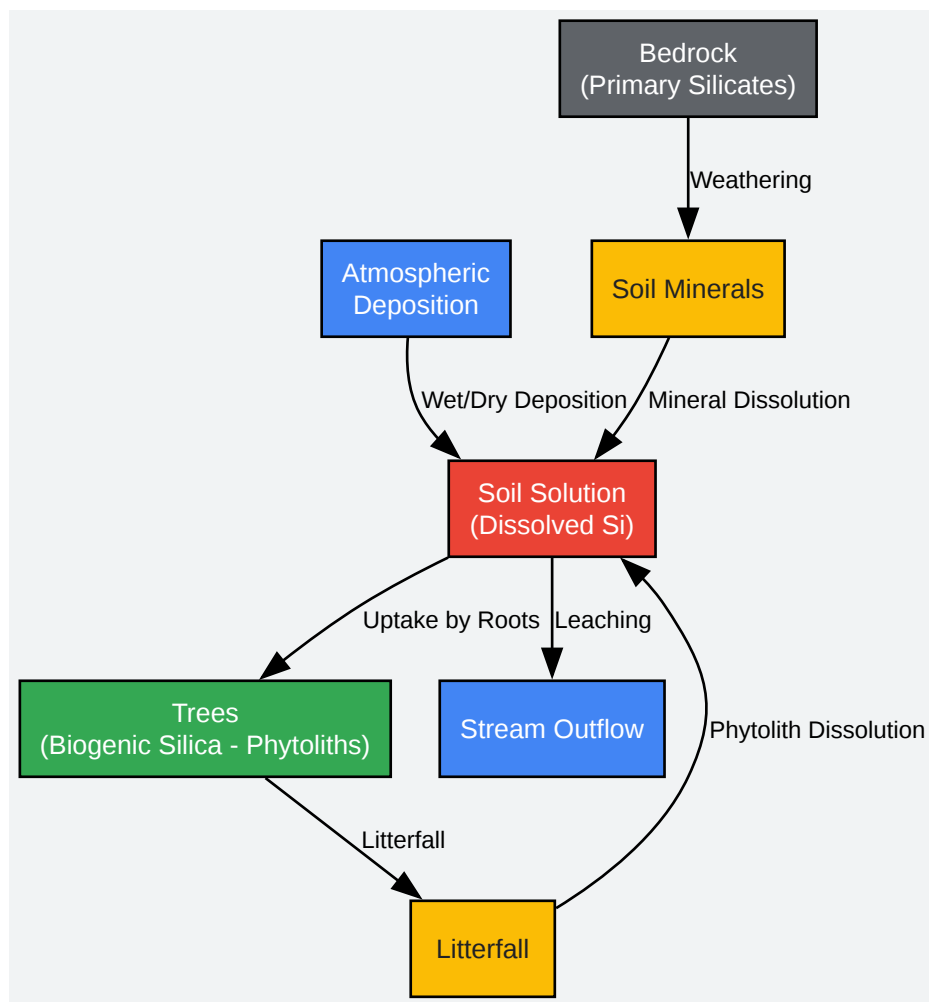 Bedrock
(Primary Silicates)
Weathering
Atmospheric
Deposition
Soil Minerals
Wet/Dry Deposition
Mineral Dissolution
Soil Solution
(Dissolved Si)
Uptake by Roots
Leaching
Trees
(Biogenic Silica - Phytoliths)
Stream Outflow
Phytolith Dissolution
Litterfall
Litterfall